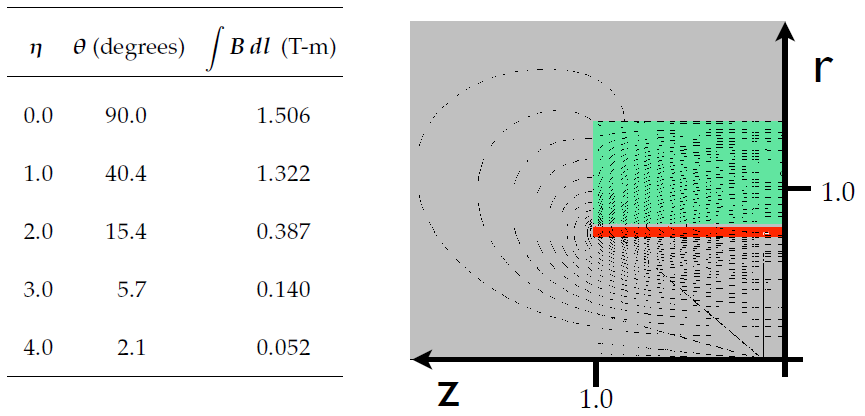 η θ (degrees) ∫ B dl (T-m)
0.0 90.0 1.506
1.0 40.4 1.322
2.0 15.4 0.387
3.0 5.7 0.140
4.0 2.1 0.052
r
1.0
z
1.0